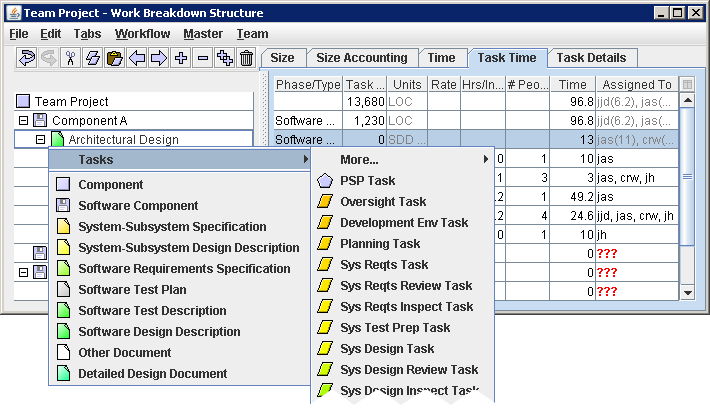 Team Project - Work Breakdown Structure
File Edit Tabs Workflow Master Team
Size Size Accounting Time Task Time Task Details
Phase/Type Task ... Units Rate Hrs/In... # Peo... Time Assigned To
Team Project 13,680 LOC 96.8 jjd(6.2), jas(...
Component A Software ... 1,230 LOC 96.8 jjd(6.2), jas(...
Architectural Design Software ... 0 SDD ... 13 jas(11), crw(...
Tasks
Component
Software Component
System-Subsystem Specification
System-Subsystem Design Description
Software Requirements Specification
Software Test Plan
Software Test Description
Software Design Description
Other Document
Detailed Design Document
More...
PSP Task
Oversight Task
Development Env Task
Planning Task
Sys Reqts Task
Sys Reqts Review Task
Sys Reqts Inspect Task
Sys Test Prep Task
Sys Design Task
Sys Design Review Task
Sys Design Inspect Task
0 1 10 jas
.1 3 3 jas, crw, jh
.2 1 49.2 jas
.2 4 24.6 jjd, jas, crw, jh
0 1 10 jh
0 ???
0 ???
0 ???